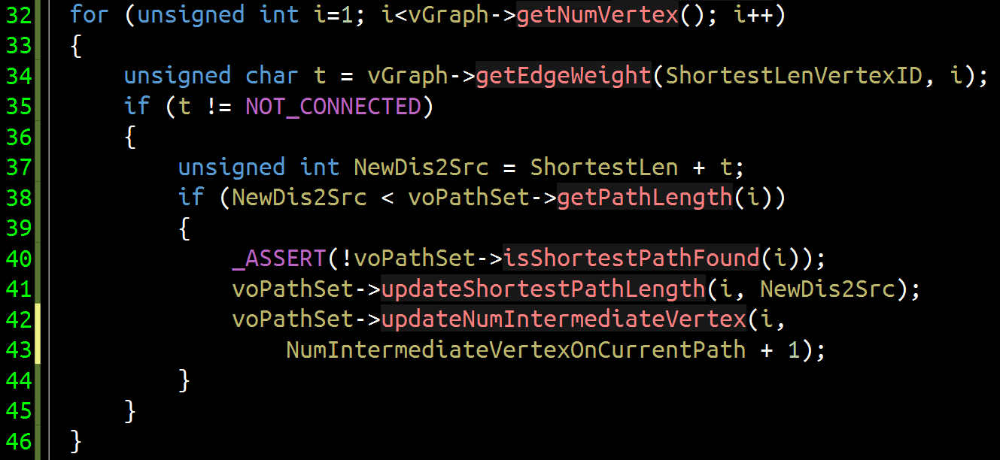 32 for (unsigned int i=1; i<vGraph->getNumVertex(); i++)
33 {
34 unsigned char t = vGraph->getEdgeWeight(ShortestLenVertexID, i);
35 if (t != NOT_CONNECTED)
36 {
37 unsigned int NewDis2Src = ShortestLen + t;
38 if (NewDis2Src < voPathSet->getPathLength(i))
39 {
40 _ASSERT(!voPathSet->isShortestPathFound(i));
41 voPathSet->updateShortestPathLength(i, NewDis2Src);
42 voPathSet->updateNumIntermediateVertex(i,
43 NumIntermediateVertexOnCurrentPath + 1);
44 }
45 }
46 }